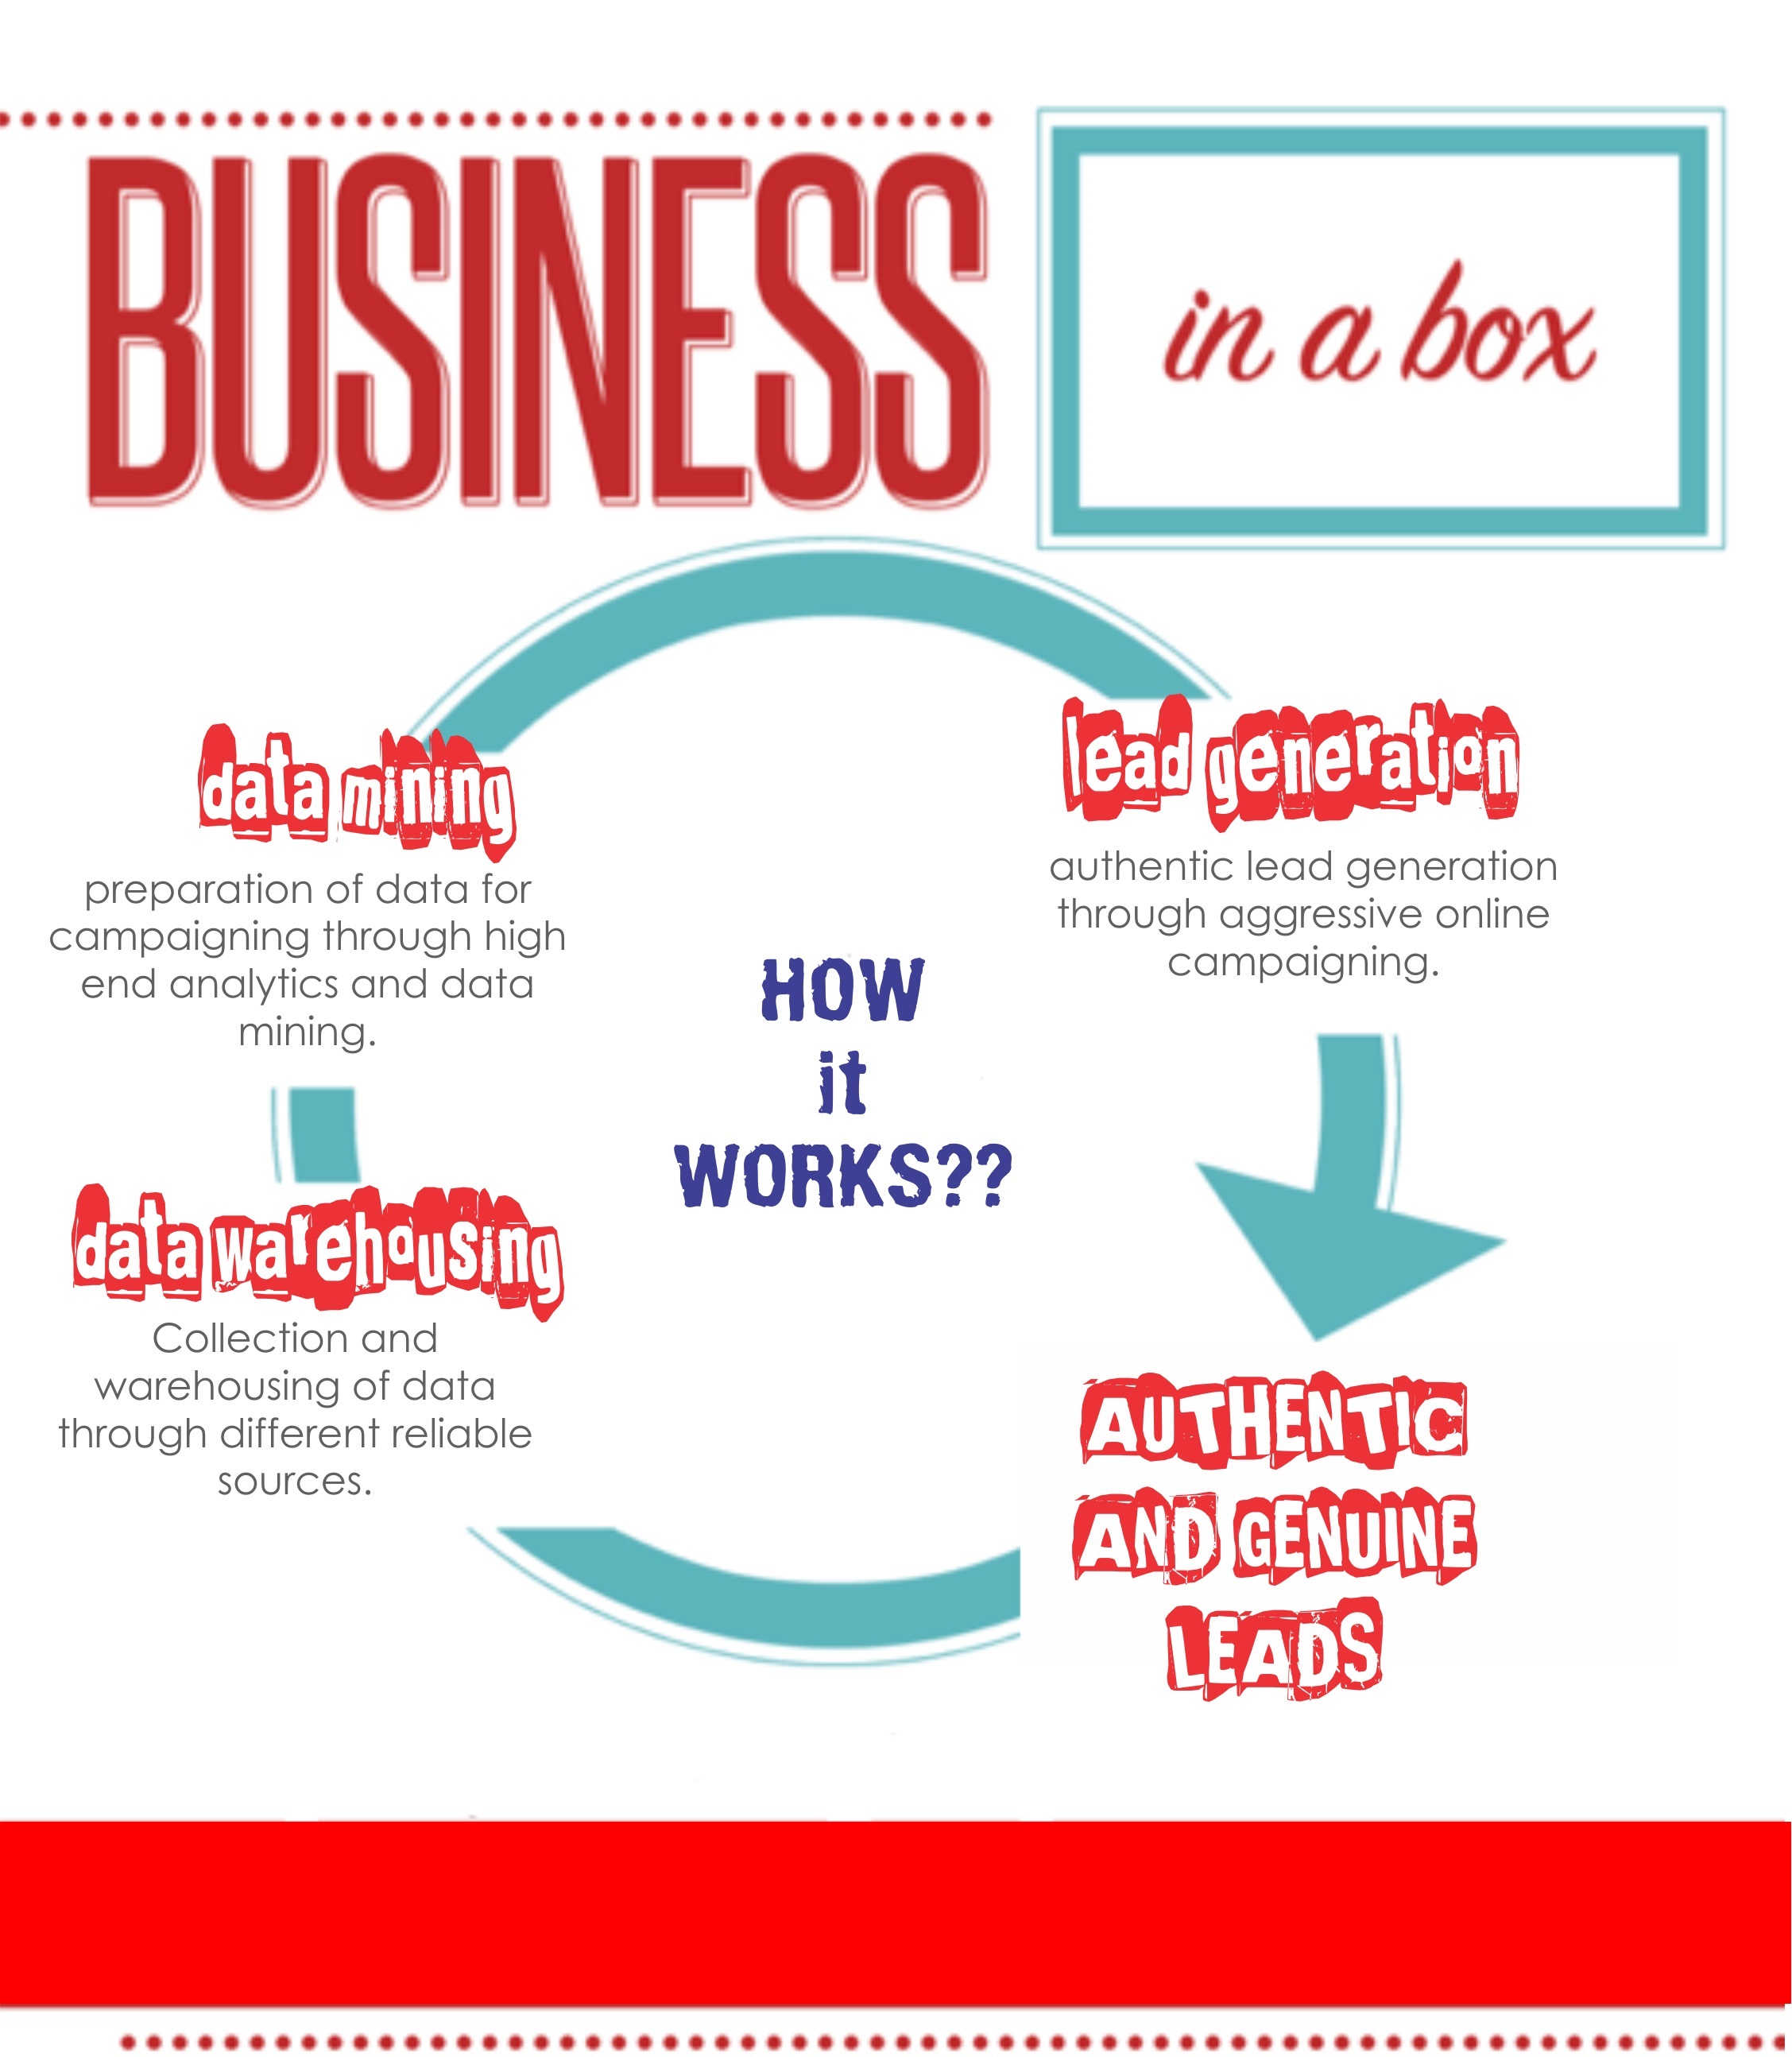 BUSINESS
in a box
data mining
preparation of data for
campaigning through high
end analytics and data
mining.
lead generation
authentic lead generation
through aggressive online
campaigning.
HOW
it
WORKS??
data warehousing
Collection and
warehousing of data
through different reliable
sources.
AUTHENTIC
AND GENUINE
LEADS